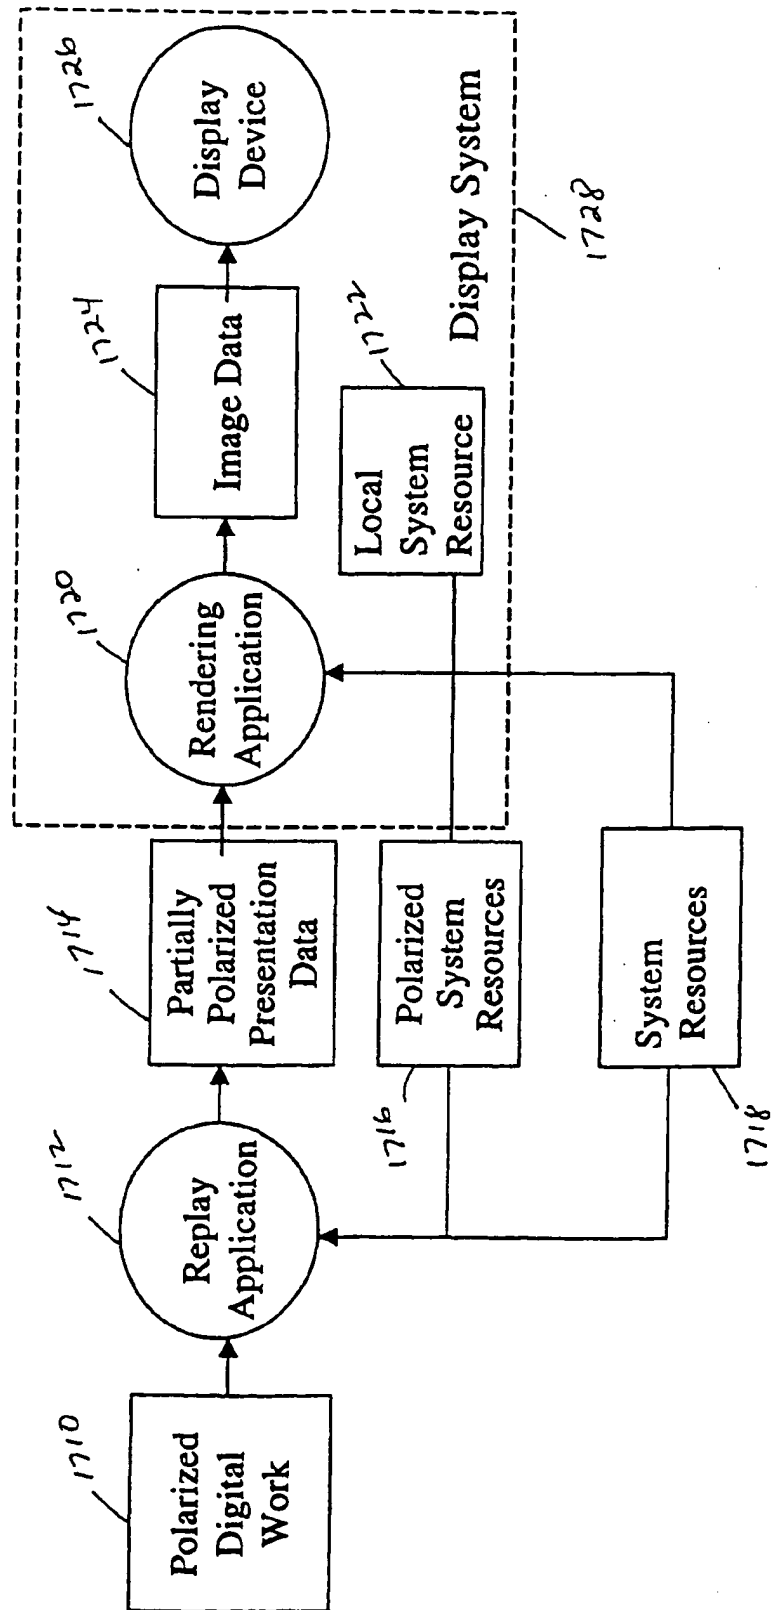 1710
Polarized
Digital
Work
1712
Replay
Application
1714
Partially
Polarized
Presentation
Data
1716
Polarized
System
Resources
1718
System
Resources
1720
Rendering
Application
1722
Local
System
Resource
1724
Image Data
1726
Display
Device
Display System
1728